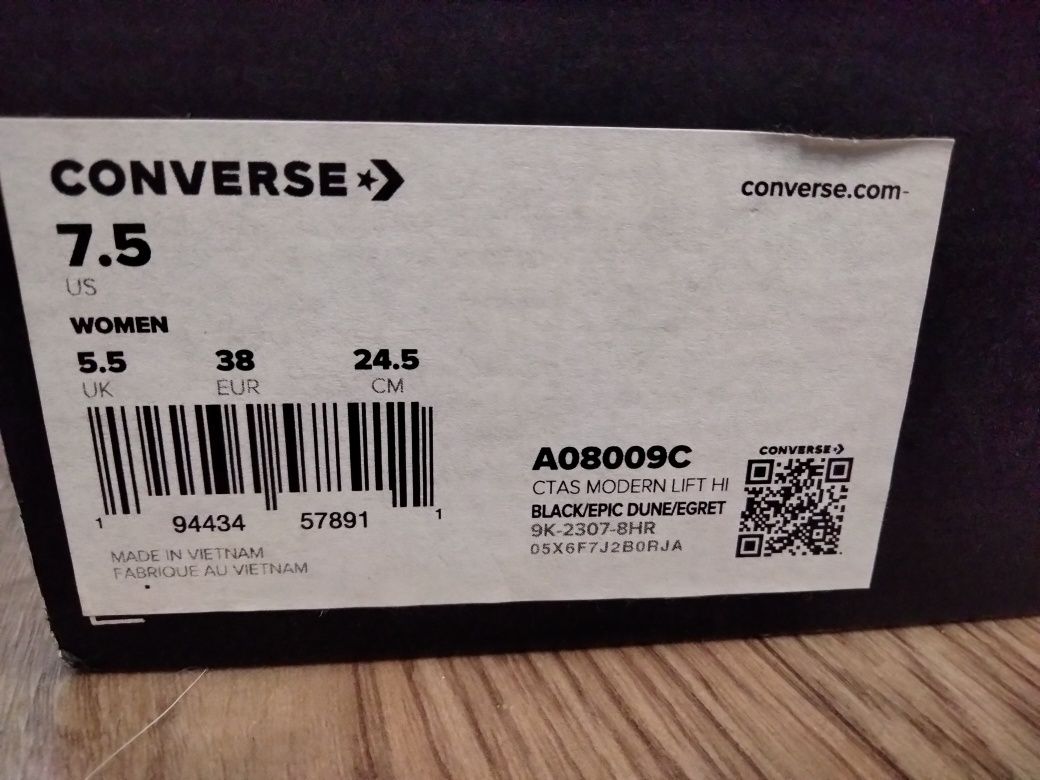 CONVERSE
converse.com
7.5
US
WOMEN
5.5 38 24.5
UK EUR CM
1 94434 57891 1
MADE IN VIETNAM
FABRIQUE AU VIETNAM
CONVERSE
A08009C
CTAS MODERN LIFT HI
BLACK/EPIC DUNE/EGRET
9K-2307-8HR
05X6F7J2B0RJA